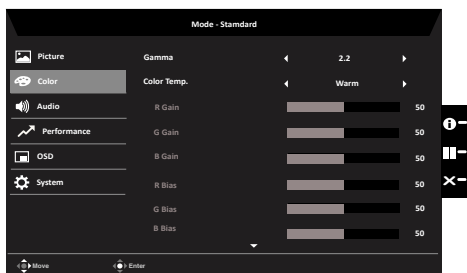 Mode - Stamdard
Picture
Gamma 2.2
Color
Color Temp. Warm
Audio
R Gain 50
Performance
G Gain 50
OSD
B Gain 50
System
R Bias 50
G Bias 50
B Bias 50
Move Enter